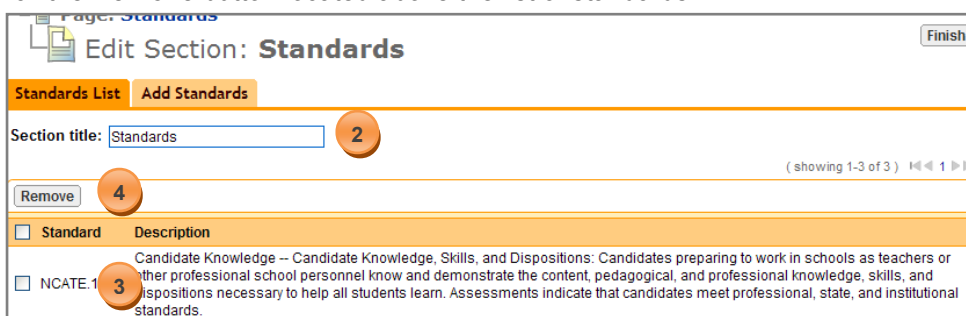 Page: Standards
Edit Section: Standards
Finish
Standards List Add Standards
Section title: Standards 2
( showing 1-3 of 3 ) 1
Remove 4
Standard Description
Candidate Knowledge -- Candidate Knowledge, Skills, and Dispositions: Candidates preparing to work in schools as teachers or
NCATE.1 3 other professional school personnel know and demonstrate the content, pedagogical, and professional knowledge, skills, and
dispositions necessary to help all students learn. Assessments indicate that candidates meet professional, state, and institutional
standards.